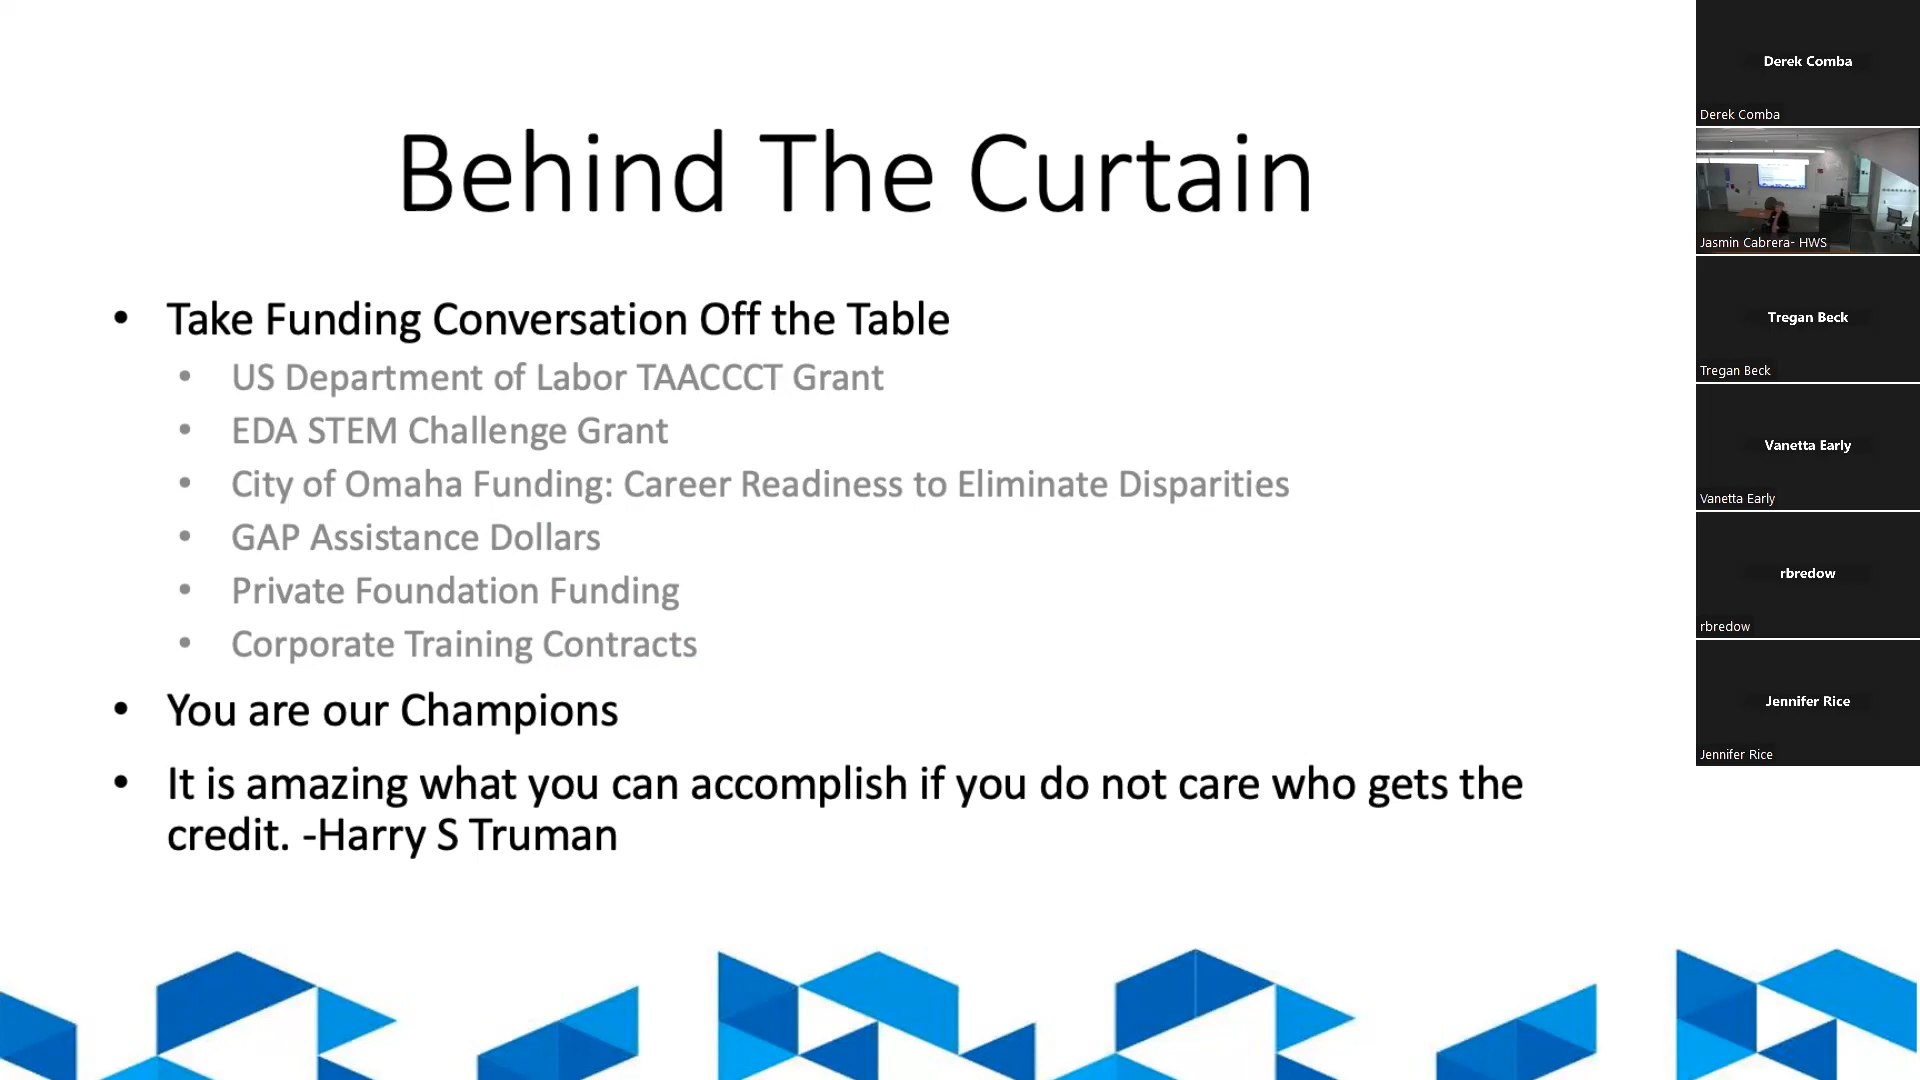 Behind The Curtain
• Take Funding Conversation Off the Table
• US Department of Labor TAACCCT Grant
• EDA STEM Challenge Grant
• City of Omaha Funding: Career Readiness to Eliminate Disparities
• GAP Assistance Dollars
• Private Foundation Funding
• Corporate Training Contracts
• You are our Champions
• It is amazing what you can accomplish if you do not care who gets the
credit. -Harry S Truman
Derek Comba
Derek Comba
Jasmin Cabrera- HWS
Tregan Beck
Tregan Beck
Vanetta Early
Vanetta Early
rbredow
rbredow
Jennifer Rice
Jennifer Rice